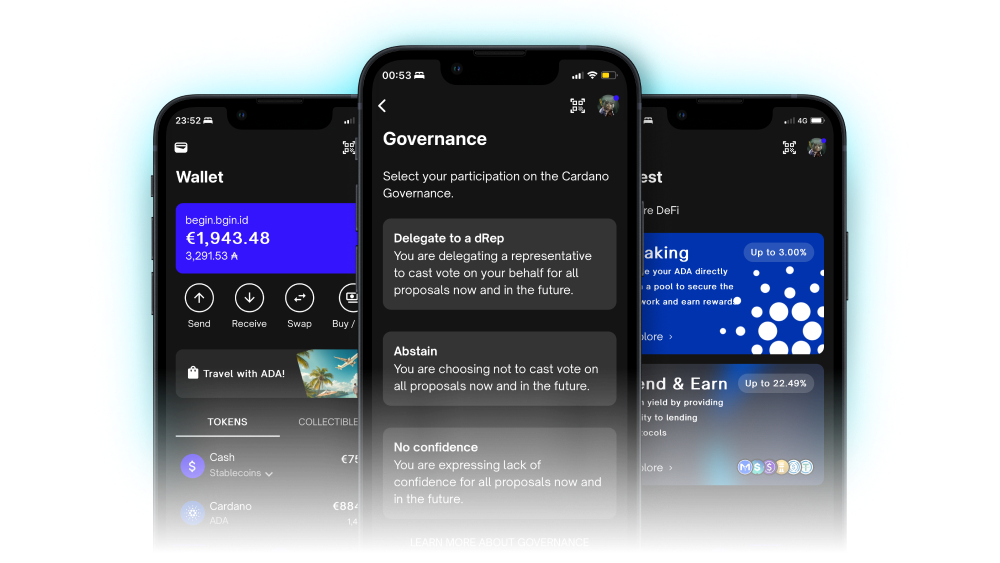 23:52
Wallet
begin.bgin.id
€1,943.48
3,291.53 ₳
Send
Receive
Swap
Buy /
Travel with ADA!
TOKENS
COLLECTIBLE
Cash
€75
Stablecoins
Cardano
€884
ADA
1,4
00:53
Governance
Select your participation on the Cardano
Governance.
Delegate to a dRep
You are delegating a representative
to cast vote on your behalf for all
proposals now and in the future.
Abstain
You are choosing not to cast vote on
all proposals now and in the future.
No confidence
You are expressing lack of
confidence for all proposals now and
in the future.
LEARN MORE ABOUT GOVERNANCE
4G
est
re DeFi
aking
Up to 3.00%
e your ADA directly
a pool to secure the
work and earn rewards
lore ›
end & Earn
Up to 22.49%
yield by providing
ity to lending
ocols
lore ›